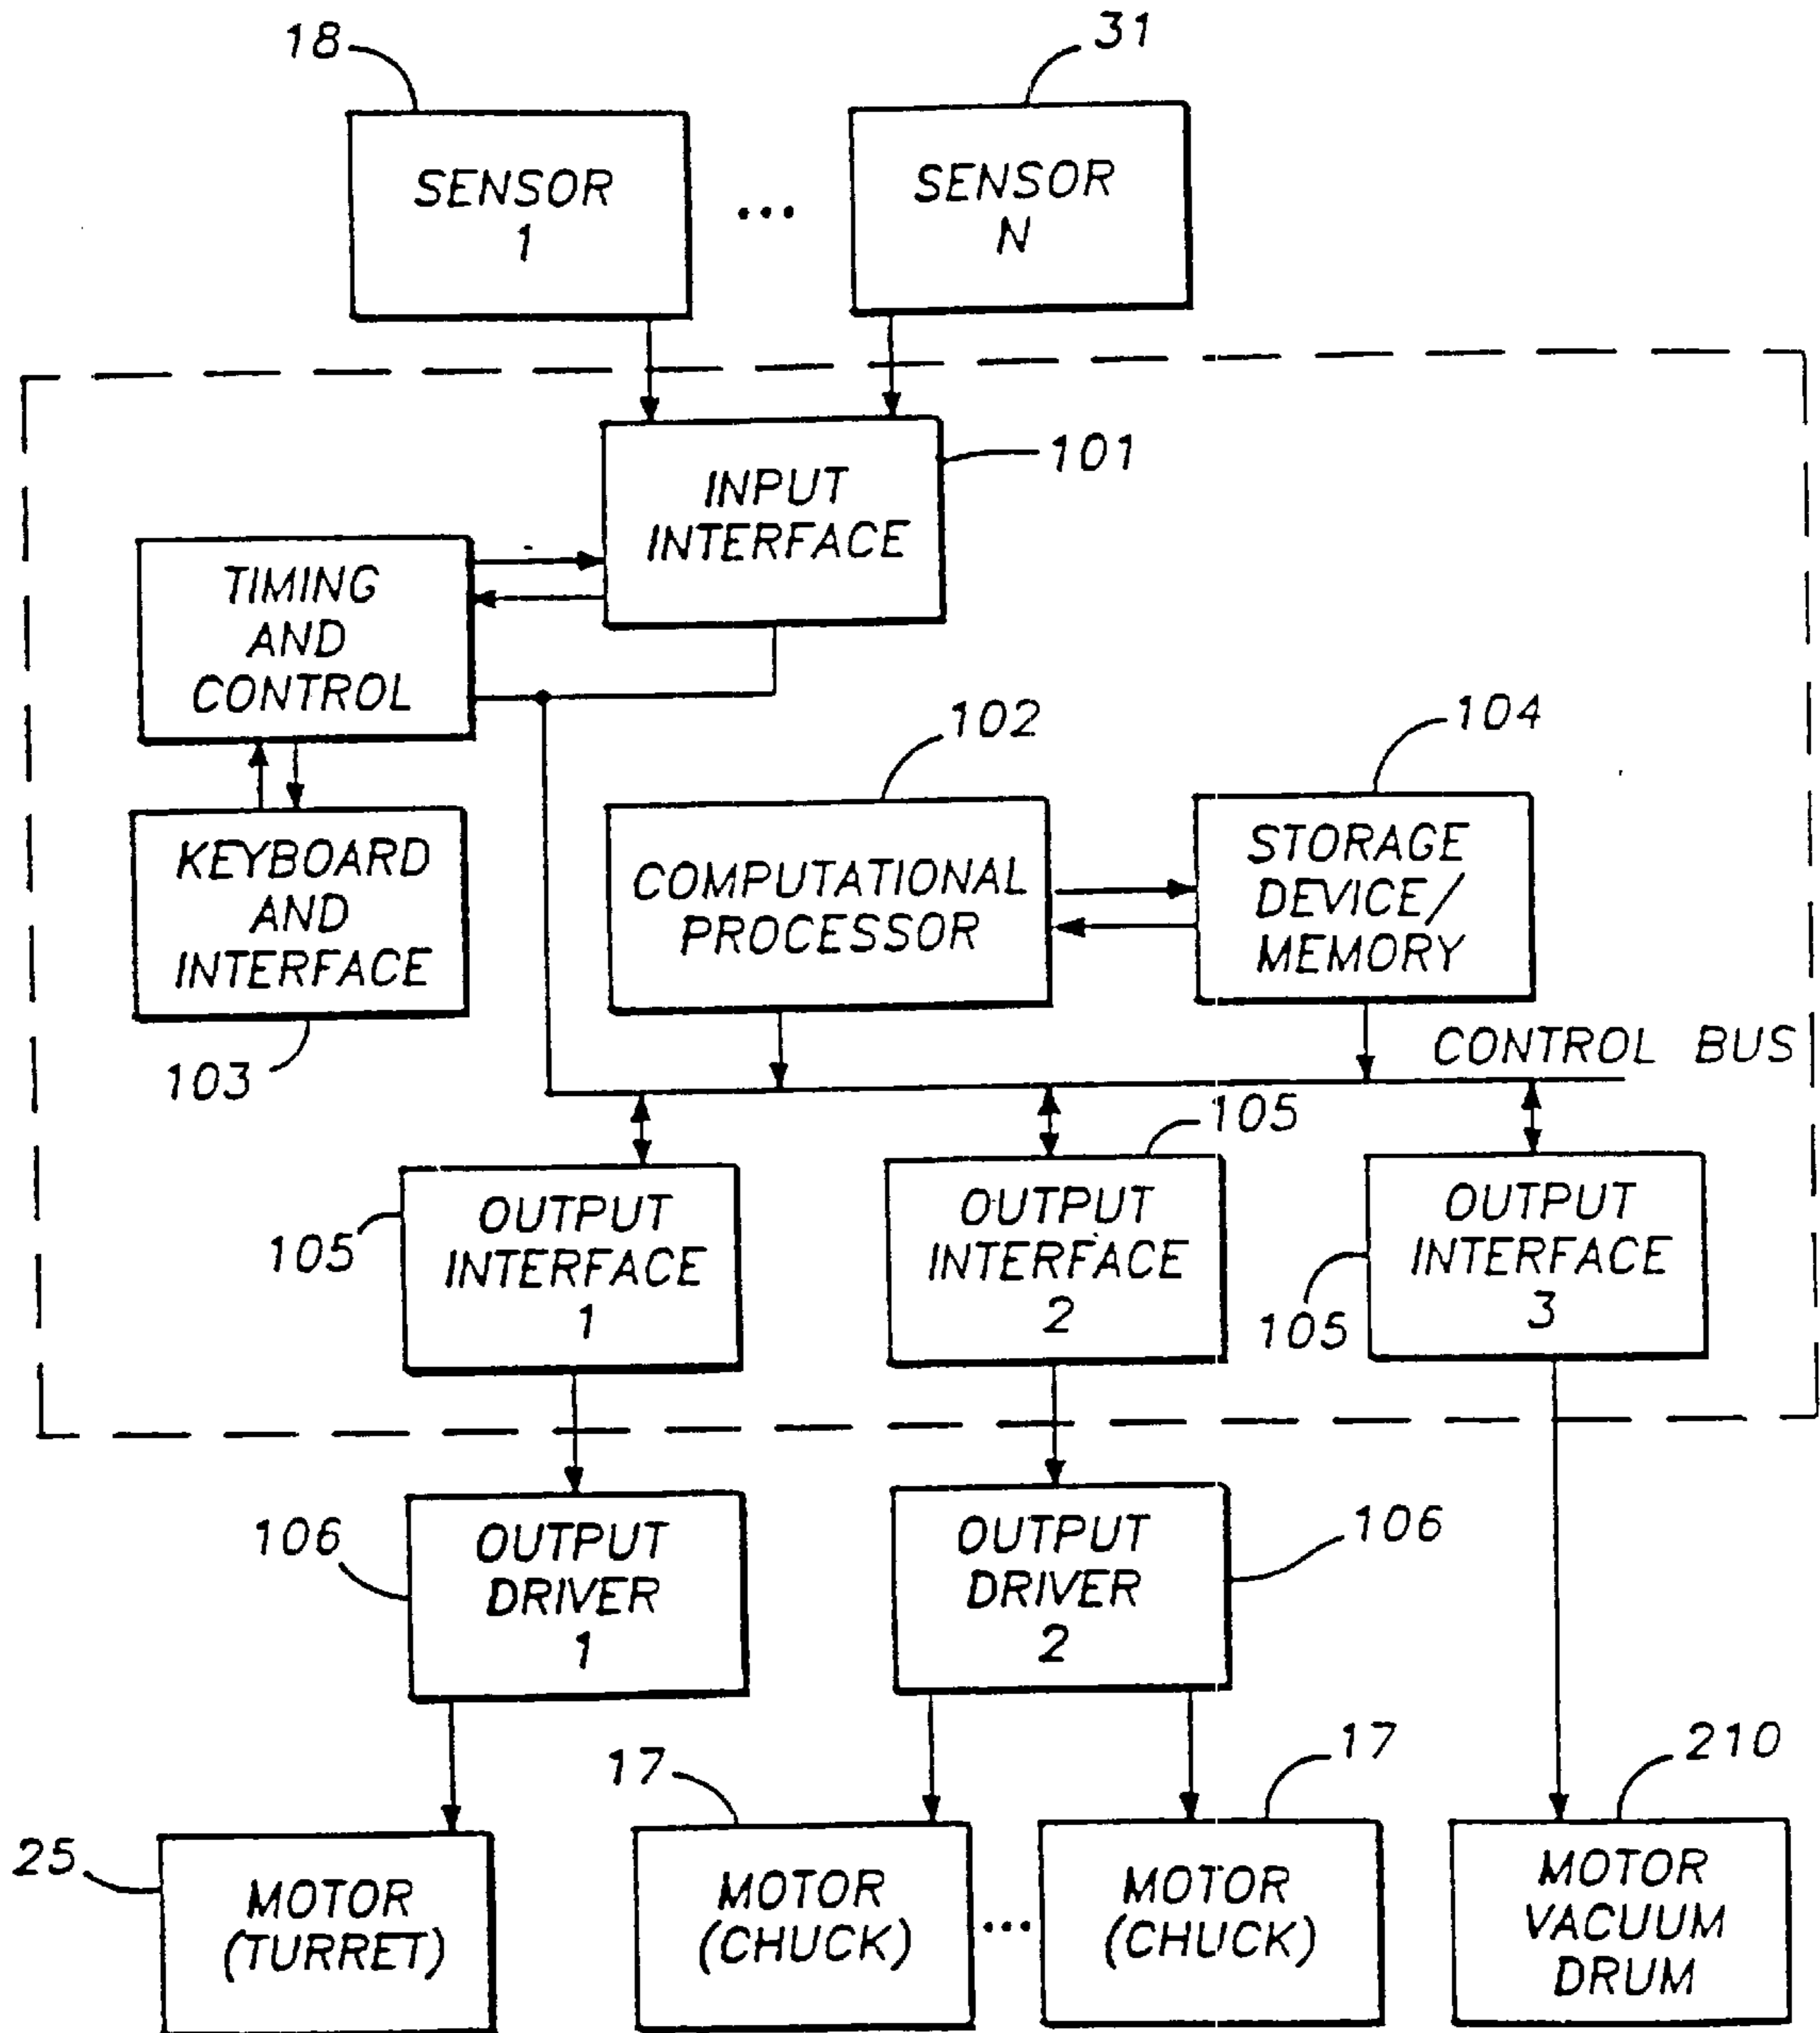 18
31
SENSOR
1
...
SENSOR
N
101
INPUT
INTERFACE
TIMING
AND
CONTROL
102
104
KEYBOARD
AND
INTERFACE
103
COMPUTATIONAL
PROCESSOR
STORAGE
DEVICE/
MEMORY
CONTROL BUS
105
OUTPUT
INTERFACE
1
105
OUTPUT
INTERFACE
2
105
OUTPUT
INTERFACE
3
106
OUTPUT
DRIVER
1
OUTPUT
DRIVER
2
106
25
MOTOR
(TURRET)
17
MOTOR
(CHUCK)
...
17
MOTOR
(CHUCK)
210
MOTOR
VACUUM
DRUM